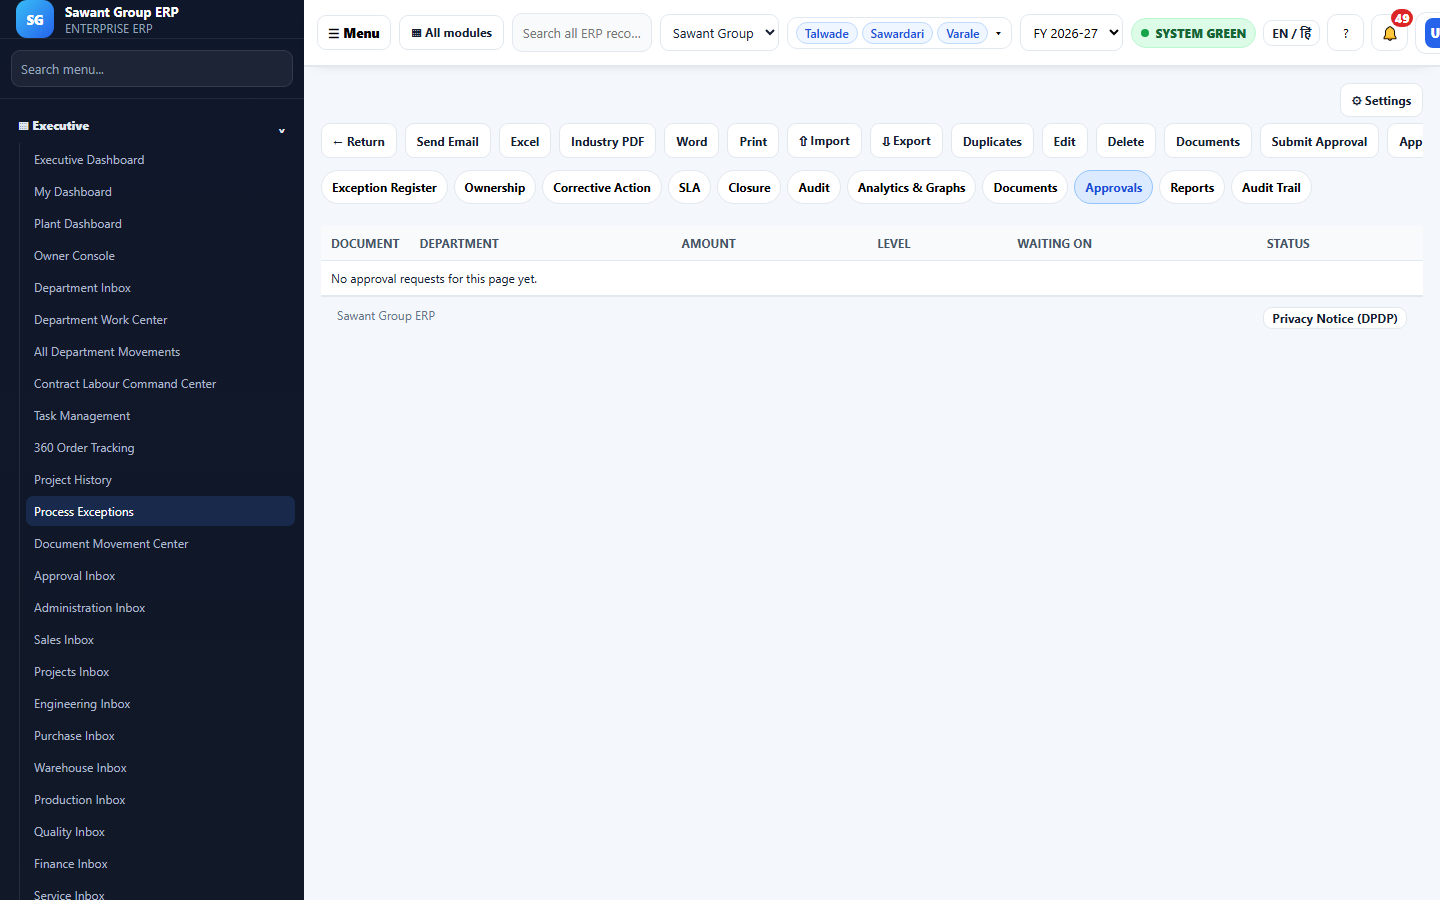 SG
Sawant Group ERP
ENTERPRISE ERP
Search menu...
Executive
Executive Dashboard
My Dashboard
Plant Dashboard
Owner Console
Department Inbox
Department Work Center
All Department Movements
Contract Labour Command Center
Task Management
360 Order Tracking
Project History
Process Exceptions
Document Movement Center
Approval Inbox
Administration Inbox
Sales Inbox
Projects Inbox
Engineering Inbox
Purchase Inbox
Warehouse Inbox
Production Inbox
Quality Inbox
Finance Inbox
Service Inbox
☰ Menu
All modules
Search all ERP reco...
Sawant Group
Talwade Sawardari Varale
FY 2026-27
SYSTEM GREEN
EN / हिं
?
49
U
⚙ Settings
← Return Send Email Excel Industry PDF Word Print ⇧ Import ⇩ Export Duplicates Edit Delete Documents Submit Approval App
Exception Register Ownership Corrective Action SLA Closure Audit Analytics & Graphs Documents Approvals Reports Audit Trail
DOCUMENT DEPARTMENT AMOUNT LEVEL WAITING ON STATUS
No approval requests for this page yet.
Sawant Group ERP
Privacy Notice (DPDP)